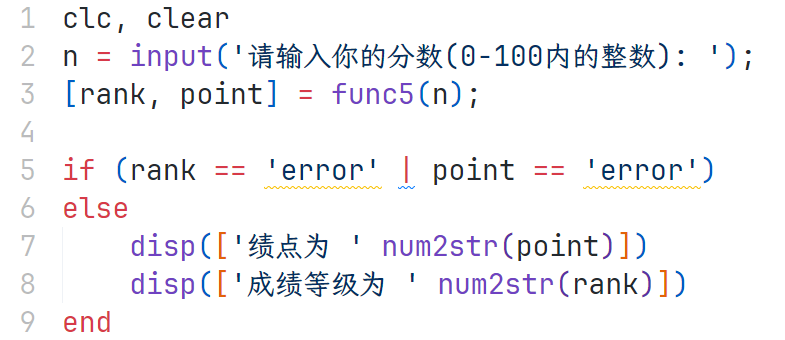 1 clc, clear
2 n = input('请输入你的分数(0-100内的整数): ');
3 [rank, point] = func5(n);
4
5 if (rank == 'error' | point == 'error')
6 else
7     disp(['绩点为 ' num2str(point)])
8     disp(['成绩等级为 ' num2str(rank)])
9 end